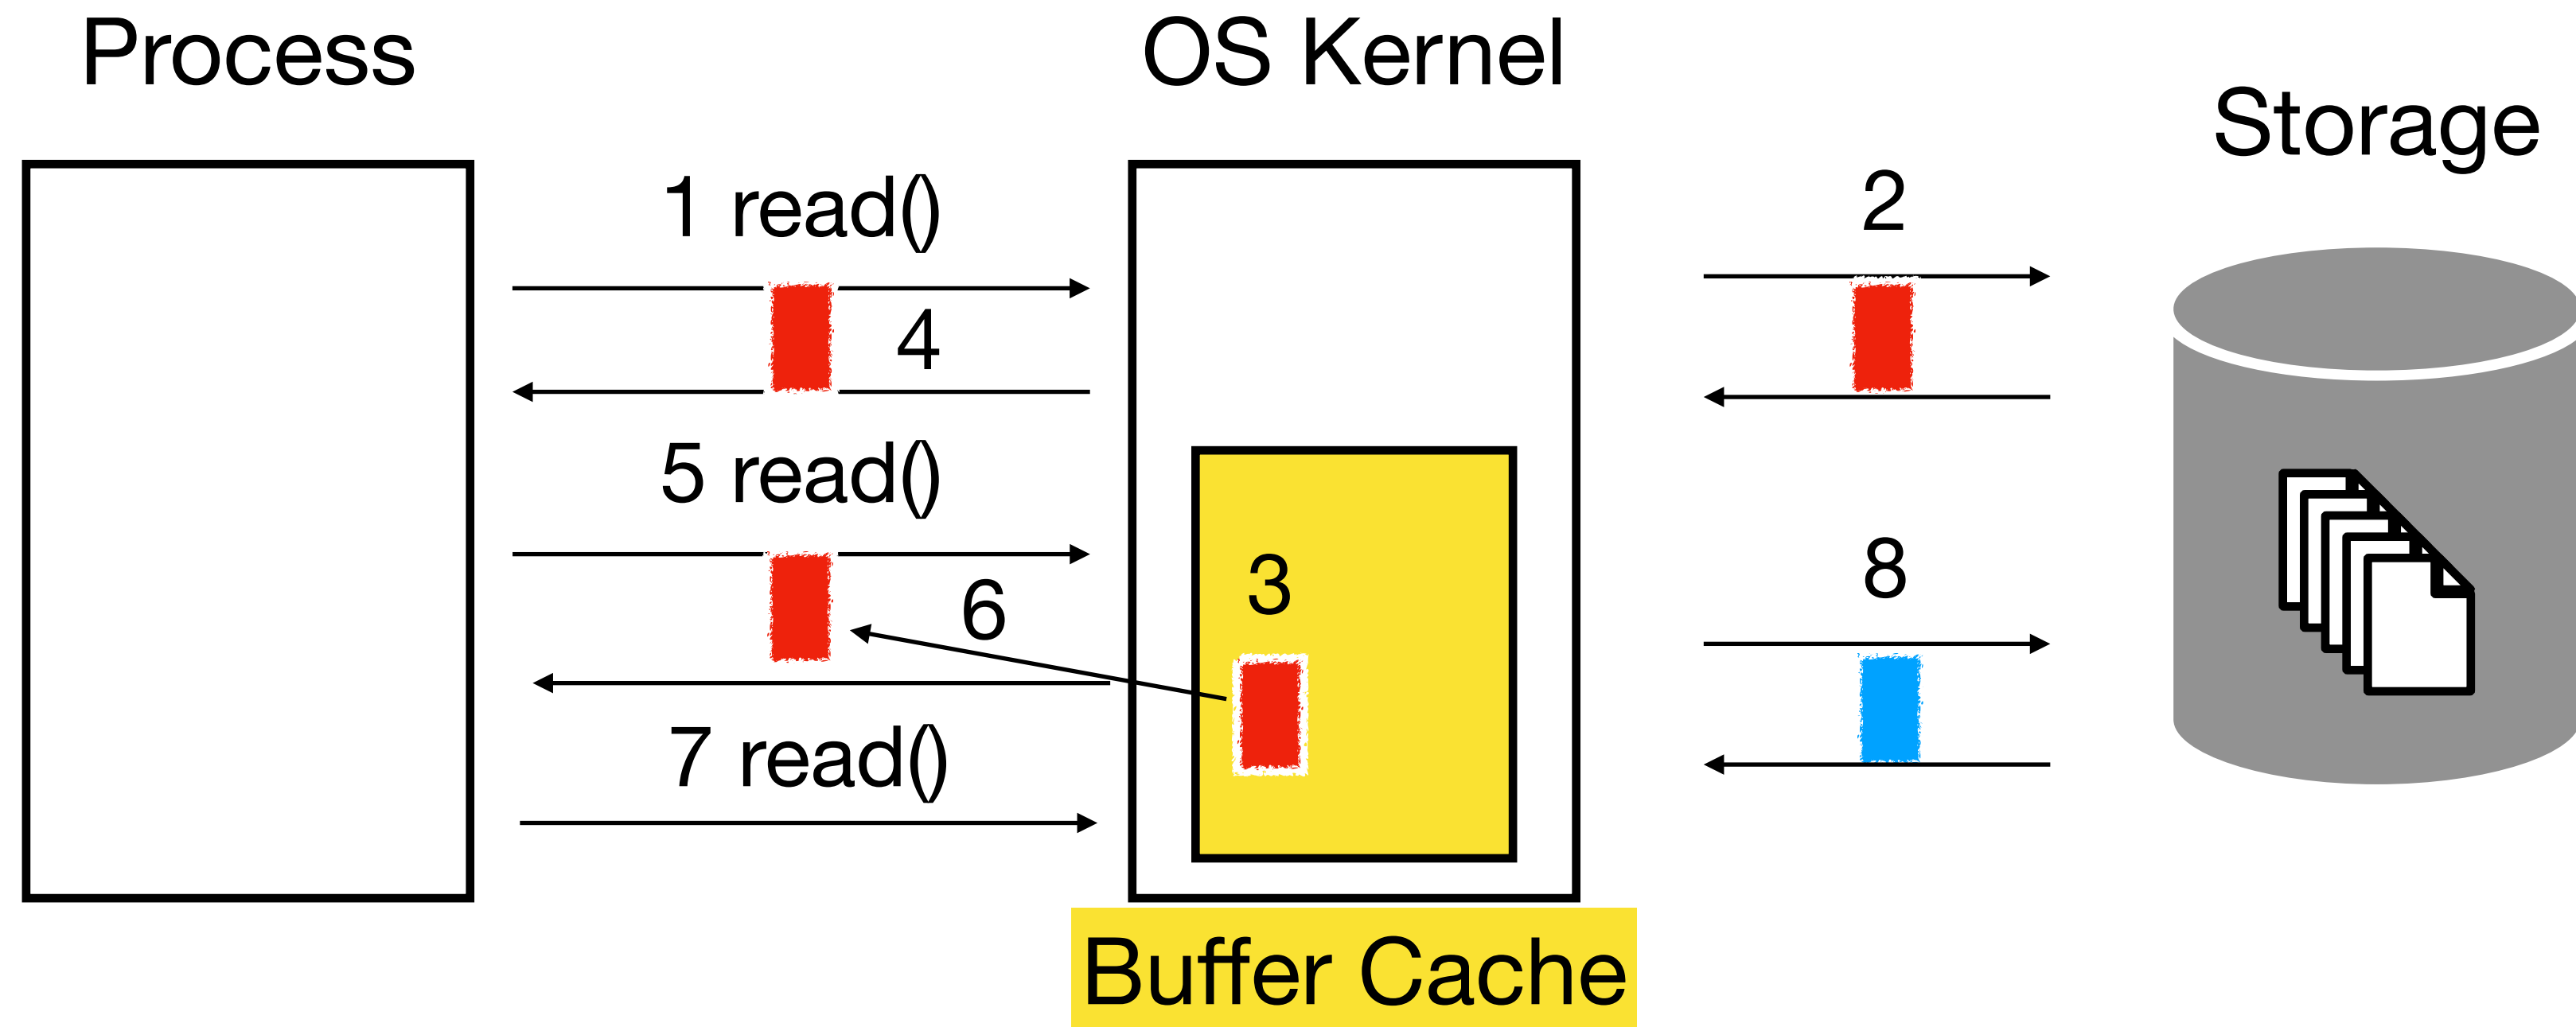 Process
OS Kernel
Storage
1 read()
2
4
5 read()
3
8
6
7 read()
Buffer Cache